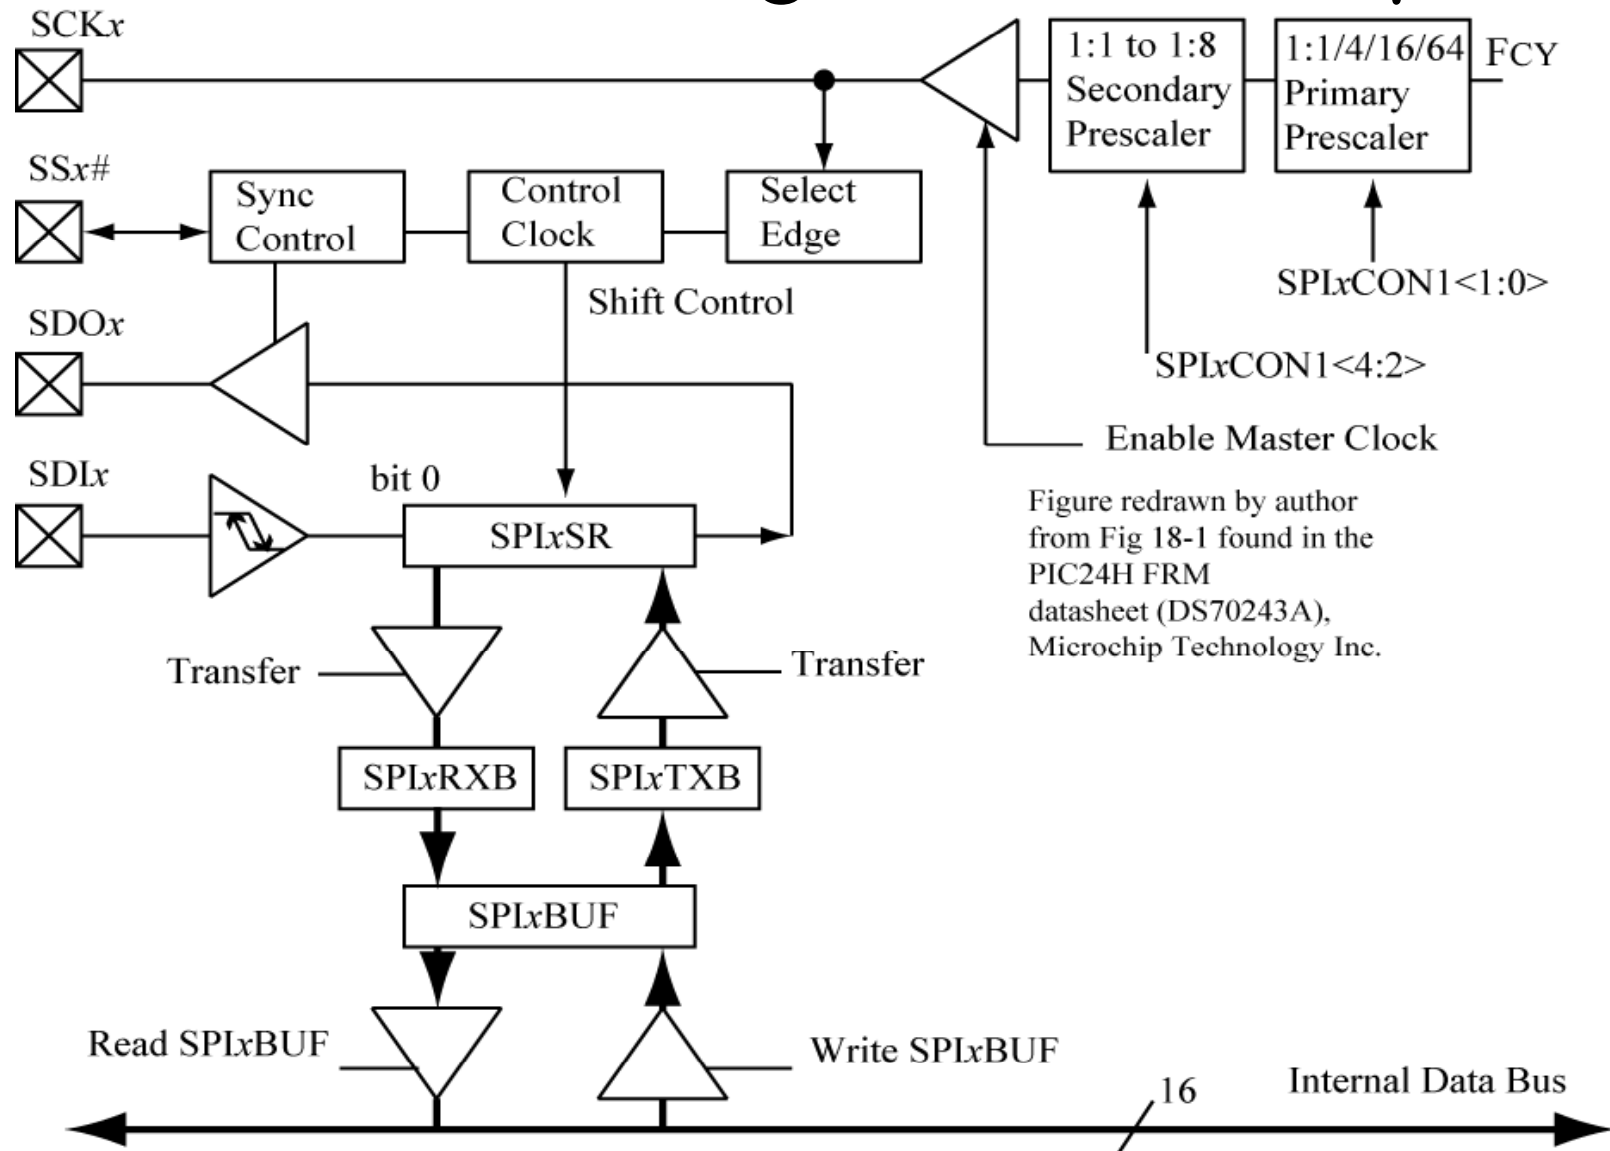 SCKx
1:1 to 1:8
Secondary
Prescaler
1:1/4/16/64
Primary
Prescaler
FCY
SSx#
Sync
Control
Control
Clock
Select
Edge
SPIxCON1<1:0>
Shift Control
SDOx
SPIxCON1<4:2>
Enable Master Clock
SDIx
bit 0
SPIxSR
Figure redrawn by author
from Fig 18-1 found in the
PIC24H FRM
datasheet (DS70243A),
Microchip Technology Inc.
Transfer
Transfer
SPIxRXB
SPIxTXB
SPIxBUF
Read SPIxBUF
Write SPIxBUF
16
Internal Data Bus